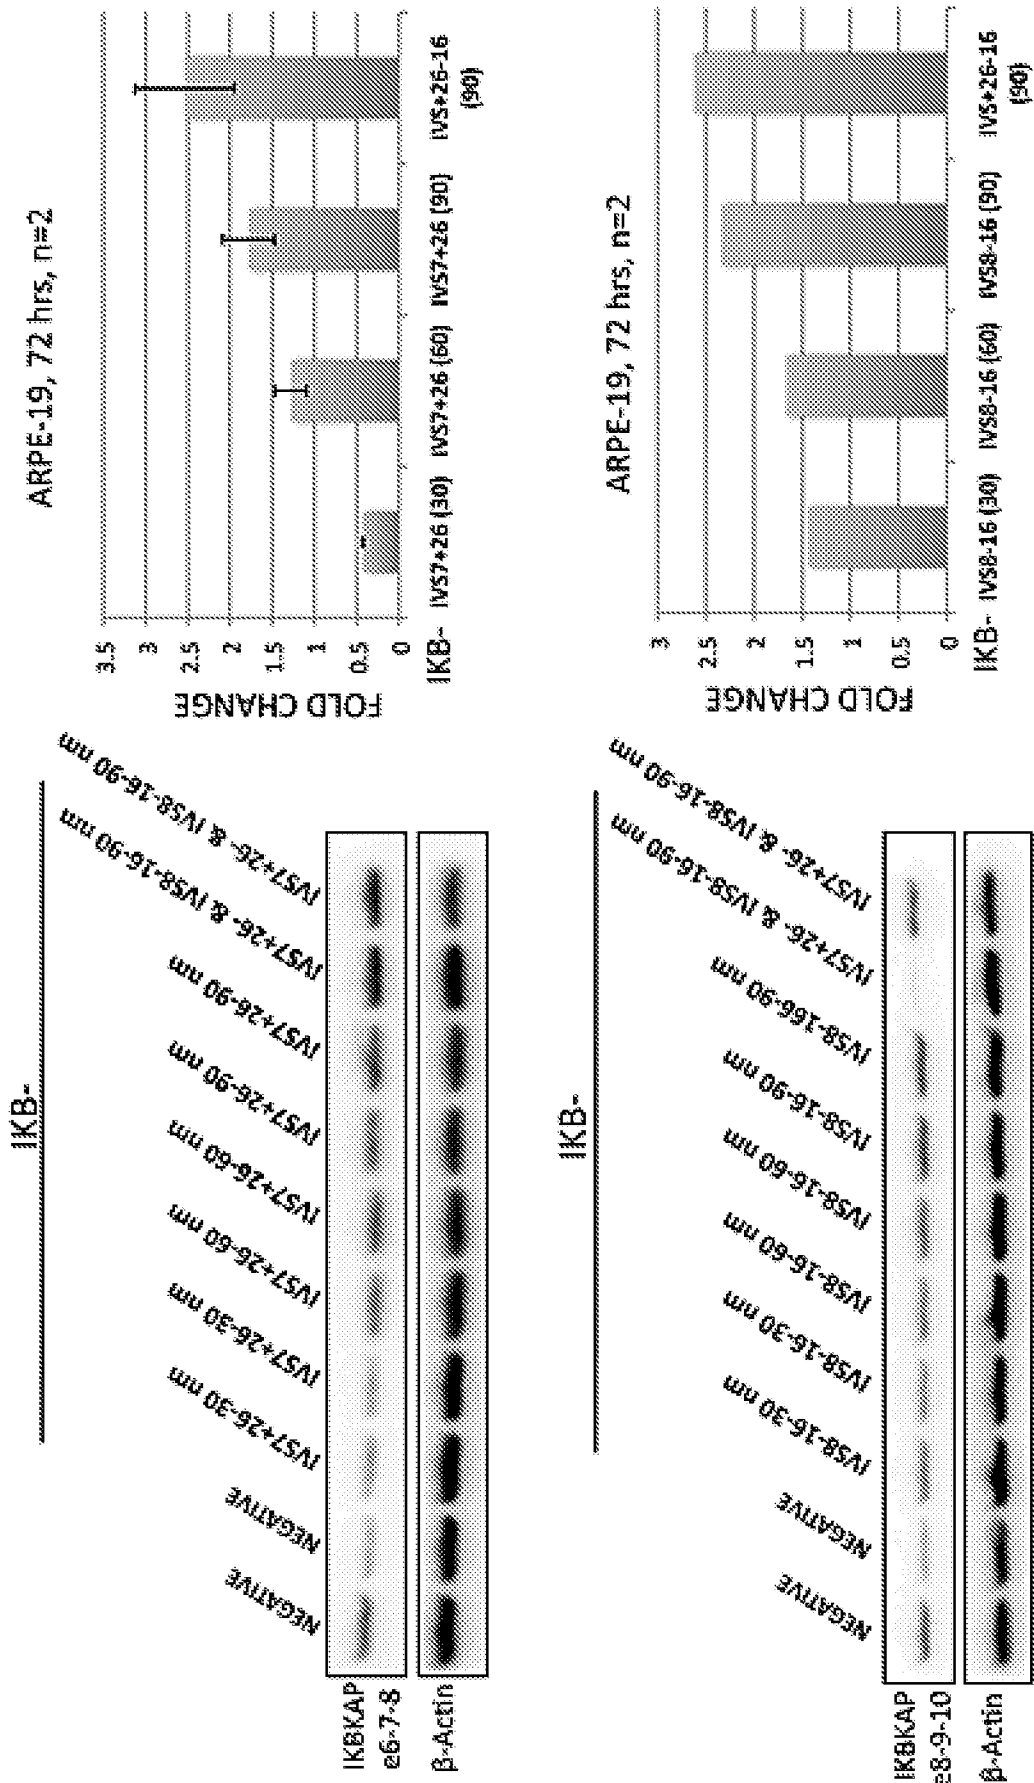 IKB-
NEGATIVE
NEGATIVE
IVS7+26-30 nm
IVS7+26-30 nm
IVS7+26-60 nm
IVS7+26-60 nm
IVS7+26-90 nm
IVS7+26-90 nm
IVS7+26- & IVS8-16-90 nm
IVS7+26- & IVS8-16-90 nm
IKBKAP
e6-7-8
β-Actin
ARPE-19, 72 hrs, n=2
FOLD CHANGE
3.5
3
2.5
2
1.5
1
0.5
0
IKB- IVS7+26 (30) IVS7+26 (60) IVS7+26 (90) IVS+26-16
(90)
IKB-
NEGATIVE
NEGATIVE
IVS8-16-30 nm
IVS8-16-30 nm
IVS8-16-60 nm
IVS8-16-60 nm
IVS8-16-90 nm
IVS8-166-90 nm
IVS7+26- & IVS8-16-90 nm
IVS7+26- & IVS8-16-90 nm
IKBKAP
e8-9-10
β-Actin
ARPE-19, 72 hrs, n=2
FOLD CHANGE
3
2.5
2
1.5
1
0.5
0
IKB- IVS8-16 (30) IVS8-16 (60) IVS8-16 (90) IVS+26-16
(90)